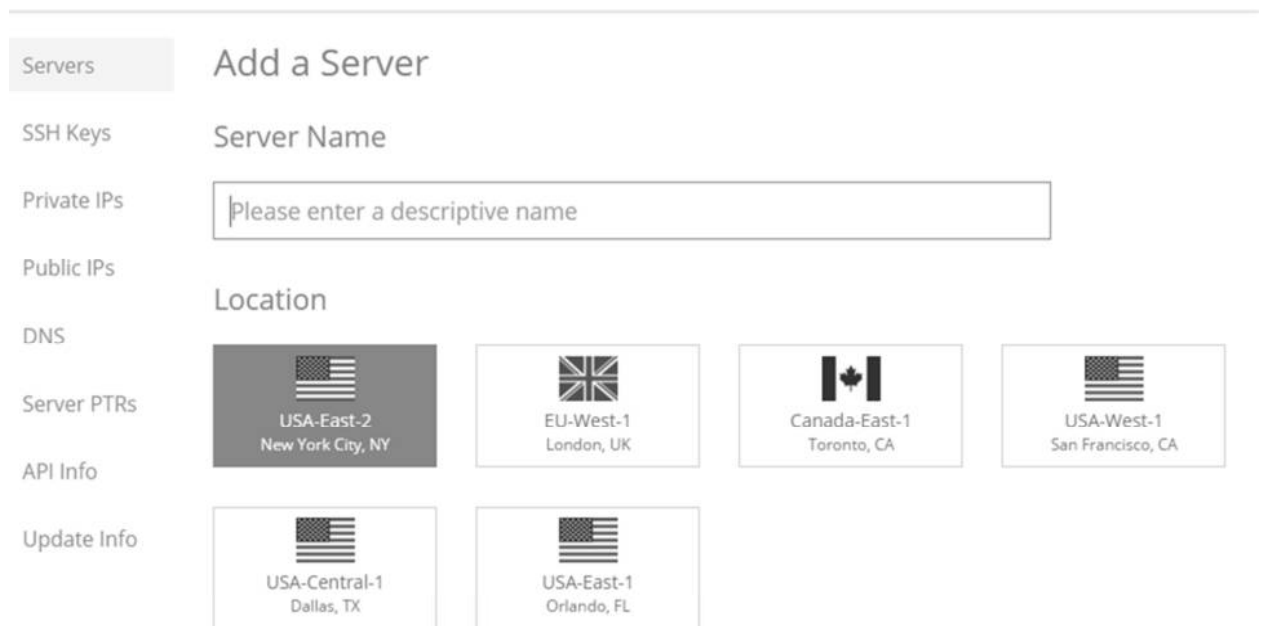 Servers
SSH Keys
Private IPs
Public IPs
DNS
Server PTRs
API Info
Update Info
Add a Server
Server Name
Please enter a descriptive name
Location
USA-East-2
New York City, NY
EU-West-1
London, UK
Canada-East-1
Toronto, CA
USA-West-1
San Francisco, CA
USA-Central-1
Dallas, TX
USA-East-1
Orlando, FL